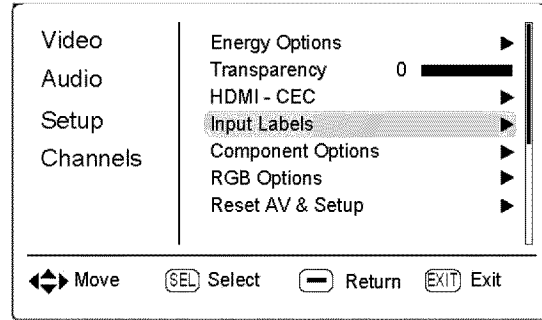 Video
Audio
Setup
Channels
Energy Options
Transparency 0
HDMI - CEC
Input Labels
Component Options
RGB Options
Reset AV & Setup
Move SEL Select Return EXIT Exit